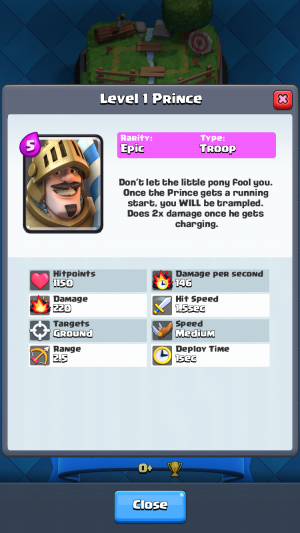 Level 1 Prince
5
Rarity:
Epic
Type:
Troop
Don't let the little pony fool you.
Once the Prince gets a running
start, you WILL be trampled.
Does 2x damage once he gets
charging.
Hitpoints
1150
Damage per second
146
Damage
220
Hit Speed
1.5sec
Targets
Ground
Speed
Medium
Range
2.5
Deploy Time
1sec
0+
Close